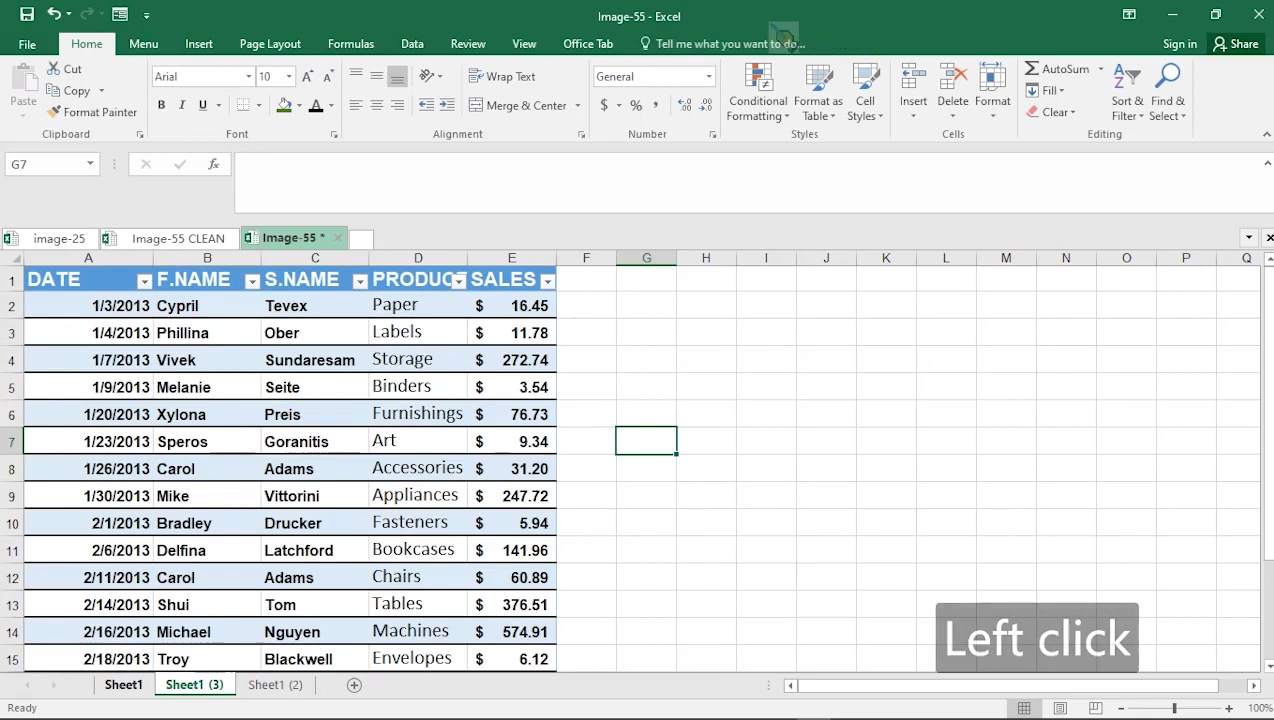 Image-55 - Excel
File Home Menu Insert Page Layout Formulas Data Review View Office Tab Tell me what you want to do... Sign in Share
Paste Cut Copy Format Painter Clipboard
Arial 10 A A B I U A Font
Wrap Text Merge & Center Alignment
General $ % , Number
Conditional Formatting Format as Table Cell Styles Styles
Insert Delete Format Cells
AutoSum Fill Clear Sort & Filter Find & Select Editing
G7 fx
image-25 Image-55 CLEAN Image-55 *
A B C D E F G H I J K L M N O P Q
1 DATE F.NAME S.NAME PRODUCT SALES
2 1/3/2013 Cypril Tevex Paper $ 16.45
3 1/4/2013 Phillina Ober Labels $ 11.78
4 1/7/2013 Vivek Sundaresam Storage $ 272.74
5 1/9/2013 Melanie Seite Binders $ 3.54
6 1/20/2013 Xylona Preis Furnishings $ 76.73
7 1/23/2013 Speros Goranitis Art $ 9.34
8 1/26/2013 Carol Adams Accessories $ 31.20
9 1/30/2013 Mike Vittorini Appliances $ 247.72
10 2/1/2013 Bradley Drucker Fasteners $ 5.94
11 2/6/2013 Delfina Latchford Bookcases $ 141.96
12 2/11/2013 Carol Adams Chairs $ 60.89
13 2/14/2013 Shui Tom Tables $ 376.51
14 2/16/2013 Michael Nguyen Machines $ 574.91
15 2/18/2013 Troy Blackwell Envelopes $ 6.12
Left click
Sheet1 Sheet1 (3) Sheet1 (2)
Ready 100%